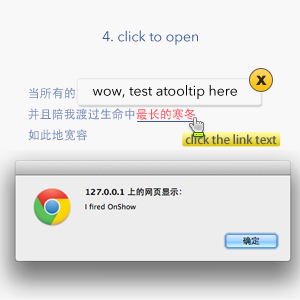 4. click to open
当所有的
wow, test atooltip here
X
并且陪我渡过生命中最长的寒冬
如此地宽容
click the link text
127.0.0.1 上的网页显示：
I fired OnShow
确定